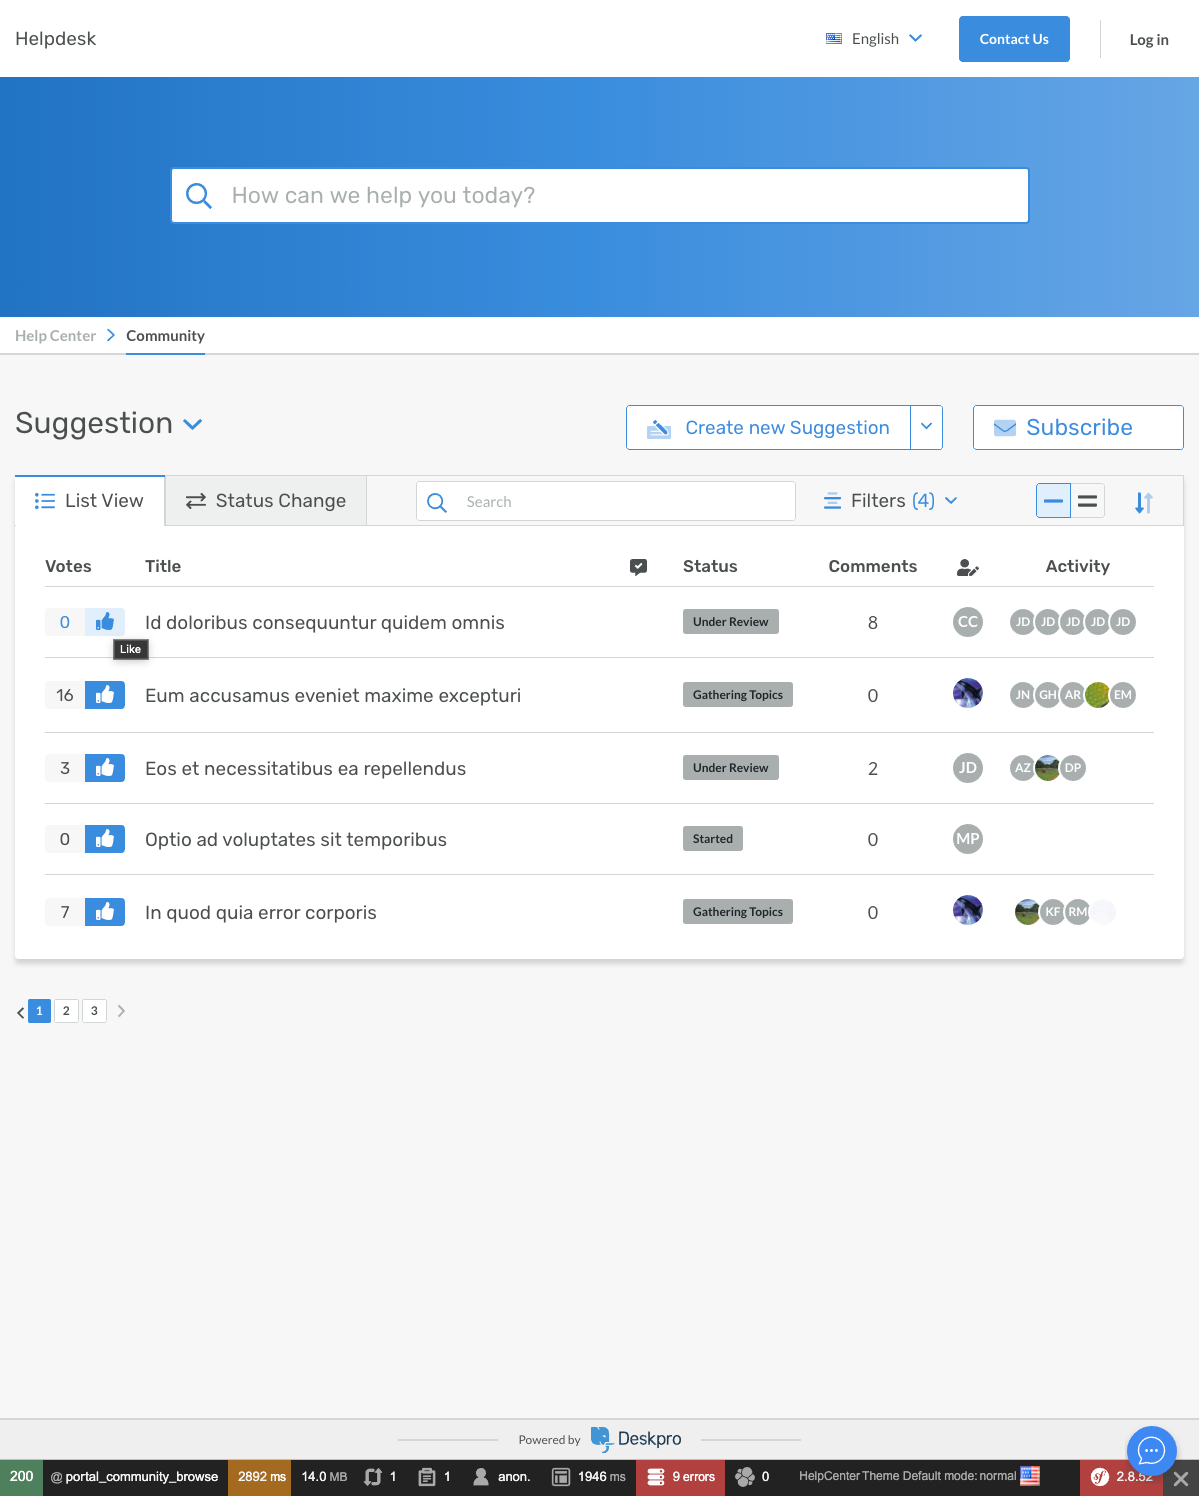 Helpdesk
English
Contact Us
Log in
How can we help you today?
Help Center
Community
Suggestion
Create new Suggestion
Subscribe
List View
Status Change
Search
Filters (4)
Votes Title Status Comments Activity
0 Id doloribus consequuntur quidem omnis Under Review 8 CC JD JD JD JD JD
Like
16 Eum accusamus eveniet maxime excepturi Gathering Topics 0 JN GH AR EM
3 Eos et necessitatibus ea repellendus Under Review 2 JD AZ DP
0 Optio ad voluptates sit temporibus Started 0 MP
7 In quod quia error corporis Gathering Topics 0 KF RM
1 2 3
Powered by Deskpro
200 @ portal_community_browse 2892 ms 14.0 MB 1 1 anon. 1946 ms 9 errors 0 HelpCenter Theme Default mode: normal sf